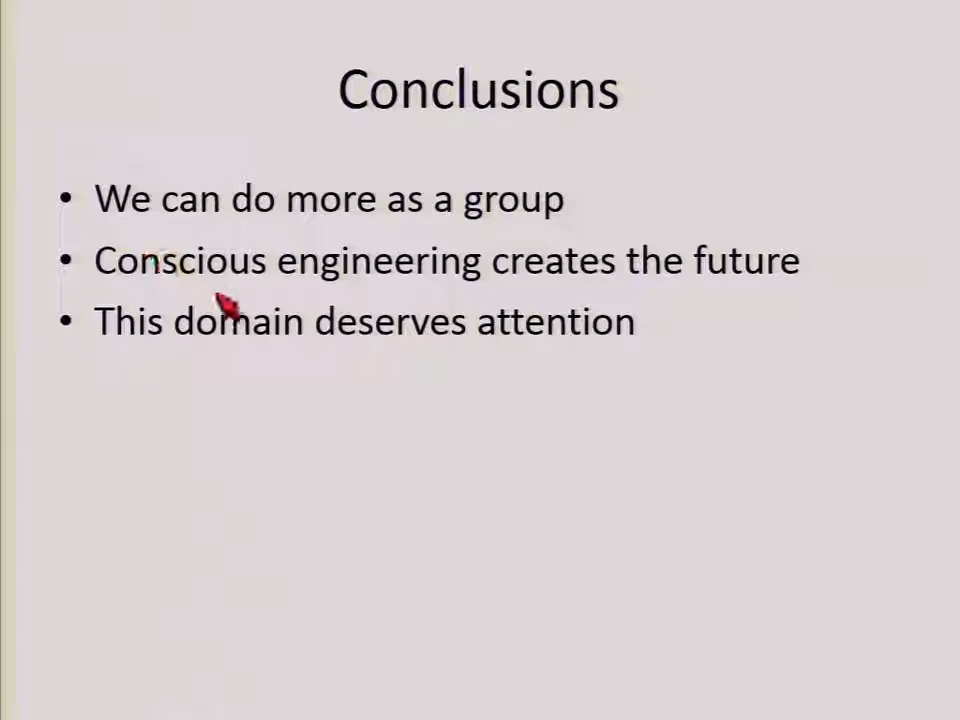 Conclusions
• We can do more as a group
• Conscious engineering creates the future
• This domain deserves attention